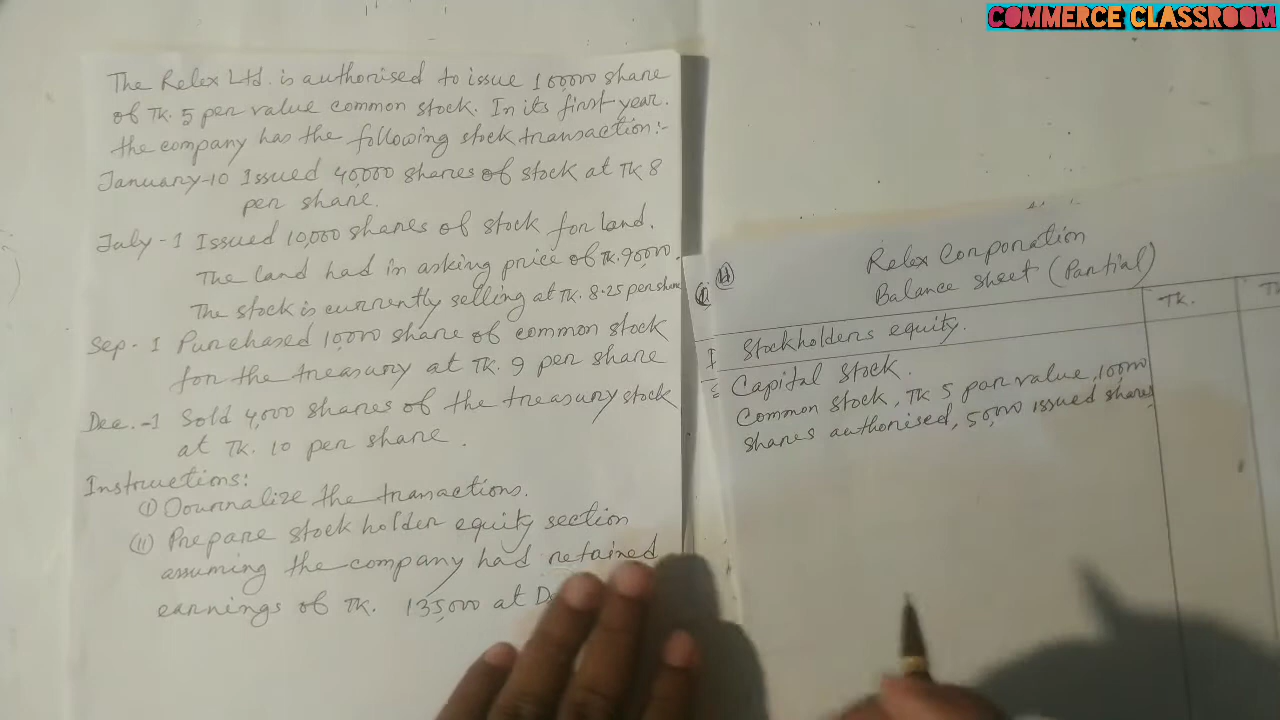 COMMERCE CLASSROOM
The Relex Ltd. is authorised to issue 100,000 share
of TK. 5 per value common stock. In its first year.
the company has the following stock transaction:-
January-10 Issued 40,000 shares of stock at TK 8
per share.
July-1 Issued 10,000 shares of stock for land.
The land had in asking price of TK.90,000.
The stock is currently selling at TK. 8.25 per share
Sep.-1 Purchased 10,000 share of common stock
for the treasury at TK. 9 per share
Dec.-1 Sold 4,000 shares of the treasury stock
at TK. 10 per share.
Instructions:
(i) Journalize the transactions.
(ii) Prepare stock holder equity section
assuming the company had retained
earnings of TK. 135,000 at
Relex Corporation
Balance sheet (Partial)
TK.
I Stockholders equity.
Capital Stock.
Common stock, TK 5 par value, 100,000
shares authorised, 50,000 issued shares